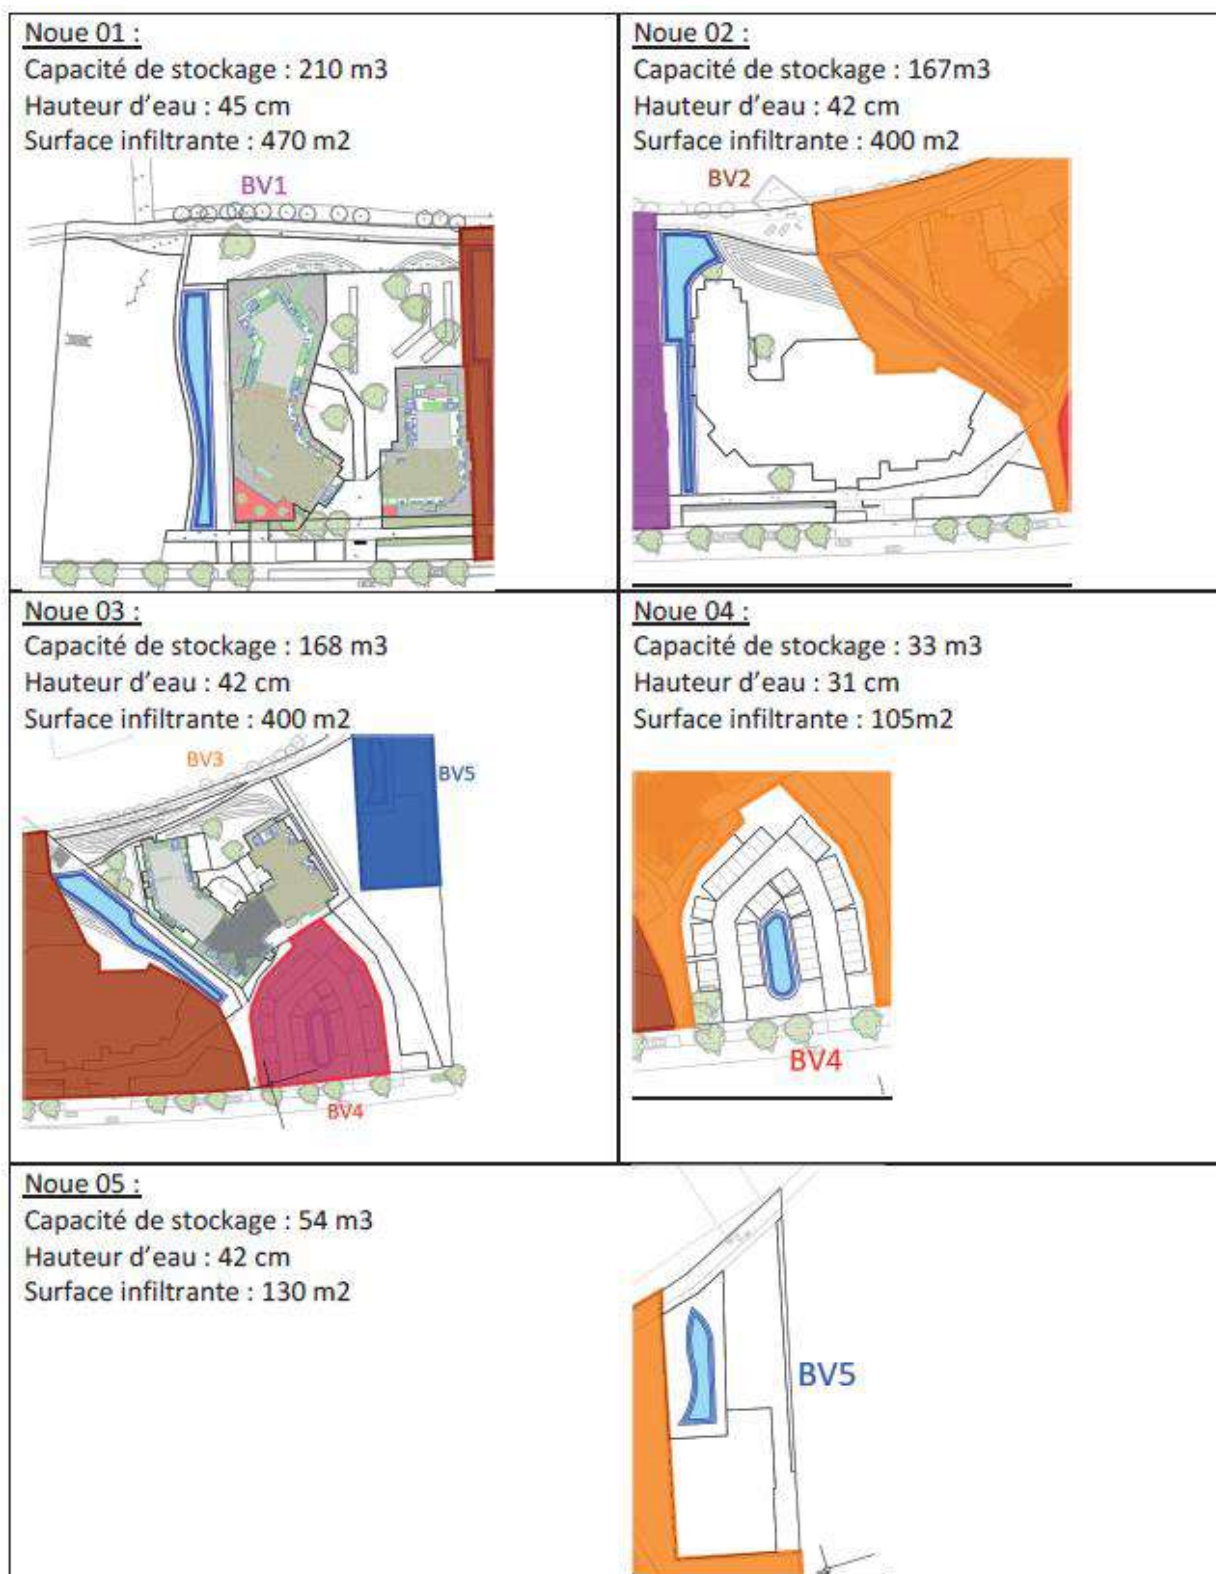 Noue 01 :
Capacité de stockage : 210 m3
Hauteur d’eau : 45 cm
Surface infiltrante : 470 m2
BV1
Noue 02 :
Capacité de stockage : 167m3
Hauteur d’eau : 42 cm
Surface infiltrante : 400 m2
BV2
Noue 03 :
Capacité de stockage : 168 m3
Hauteur d’eau : 42 cm
Surface infiltrante : 400 m2
BV3
BV5
BV4
Noue 04 :
Capacité de stockage : 33 m3
Hauteur d’eau : 31 cm
Surface infiltrante : 105m2
BV4
Noue 05 :
Capacité de stockage : 54 m3
Hauteur d’eau : 42 cm
Surface infiltrante : 130 m2
BV5